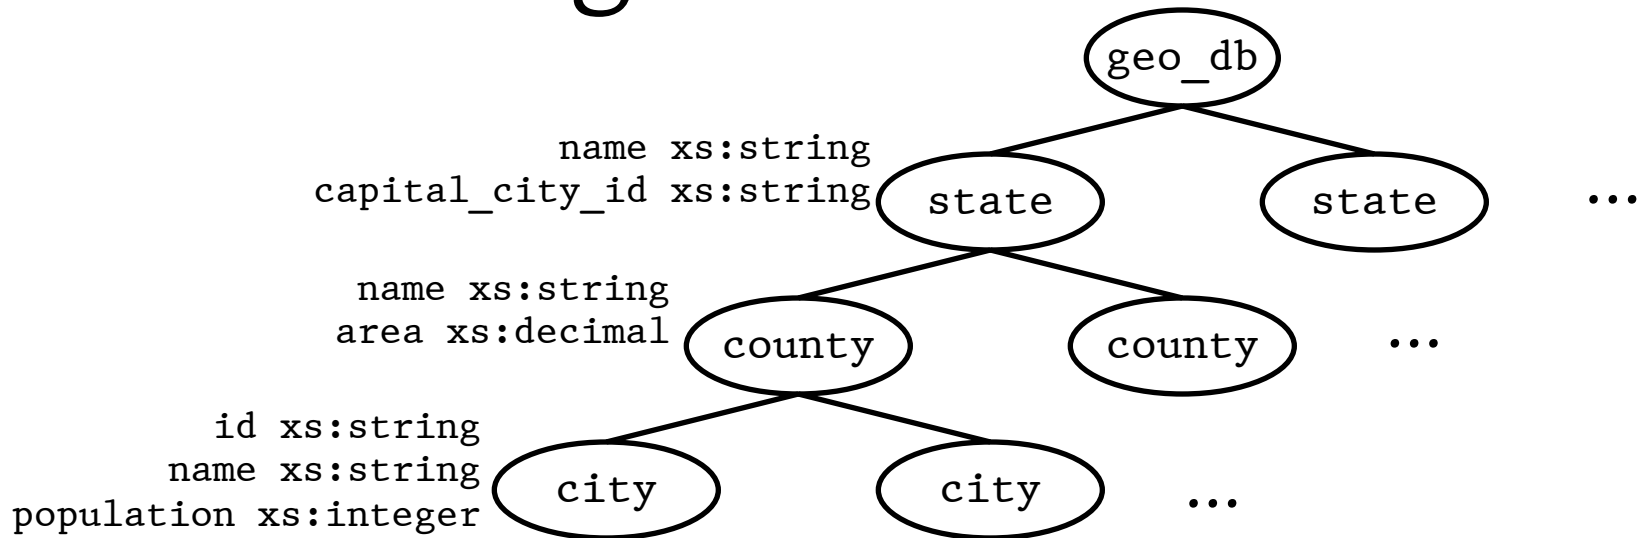 g
geo_db
name xs:string
capital_city_id xs:string
state
state
...
name xs:string
area xs:decimal
county
county
...
id xs:string
name xs:string
population xs:integer
city
city
...